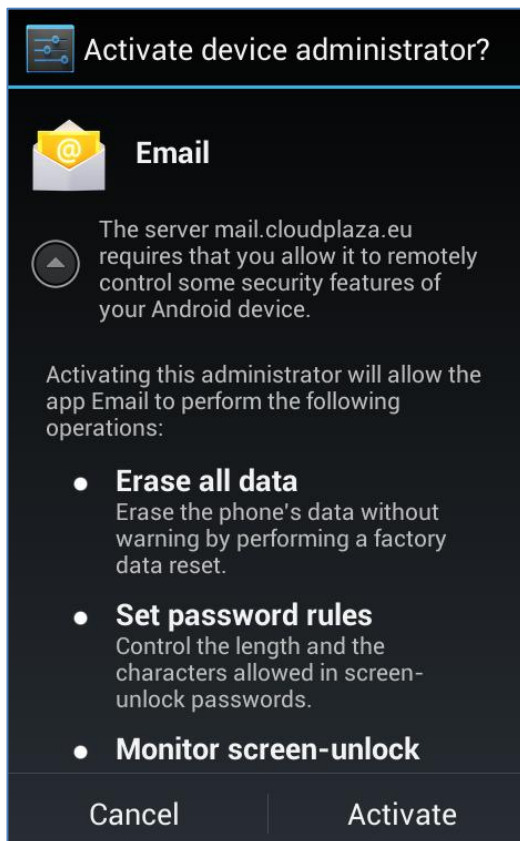 Activate device administrator?
Email
The server mail.cloudplaza.eu
requires that you allow it to remotely
control some security features of
your Android device.
Activating this administrator will allow the
app Email to perform the following
operations:
Erase all data
Erase the phone's data without
warning by performing a factory
data reset.
Set password rules
Control the length and the
characters allowed in screen-
unlock passwords.
Monitor screen-unlock
Cancel
Activate